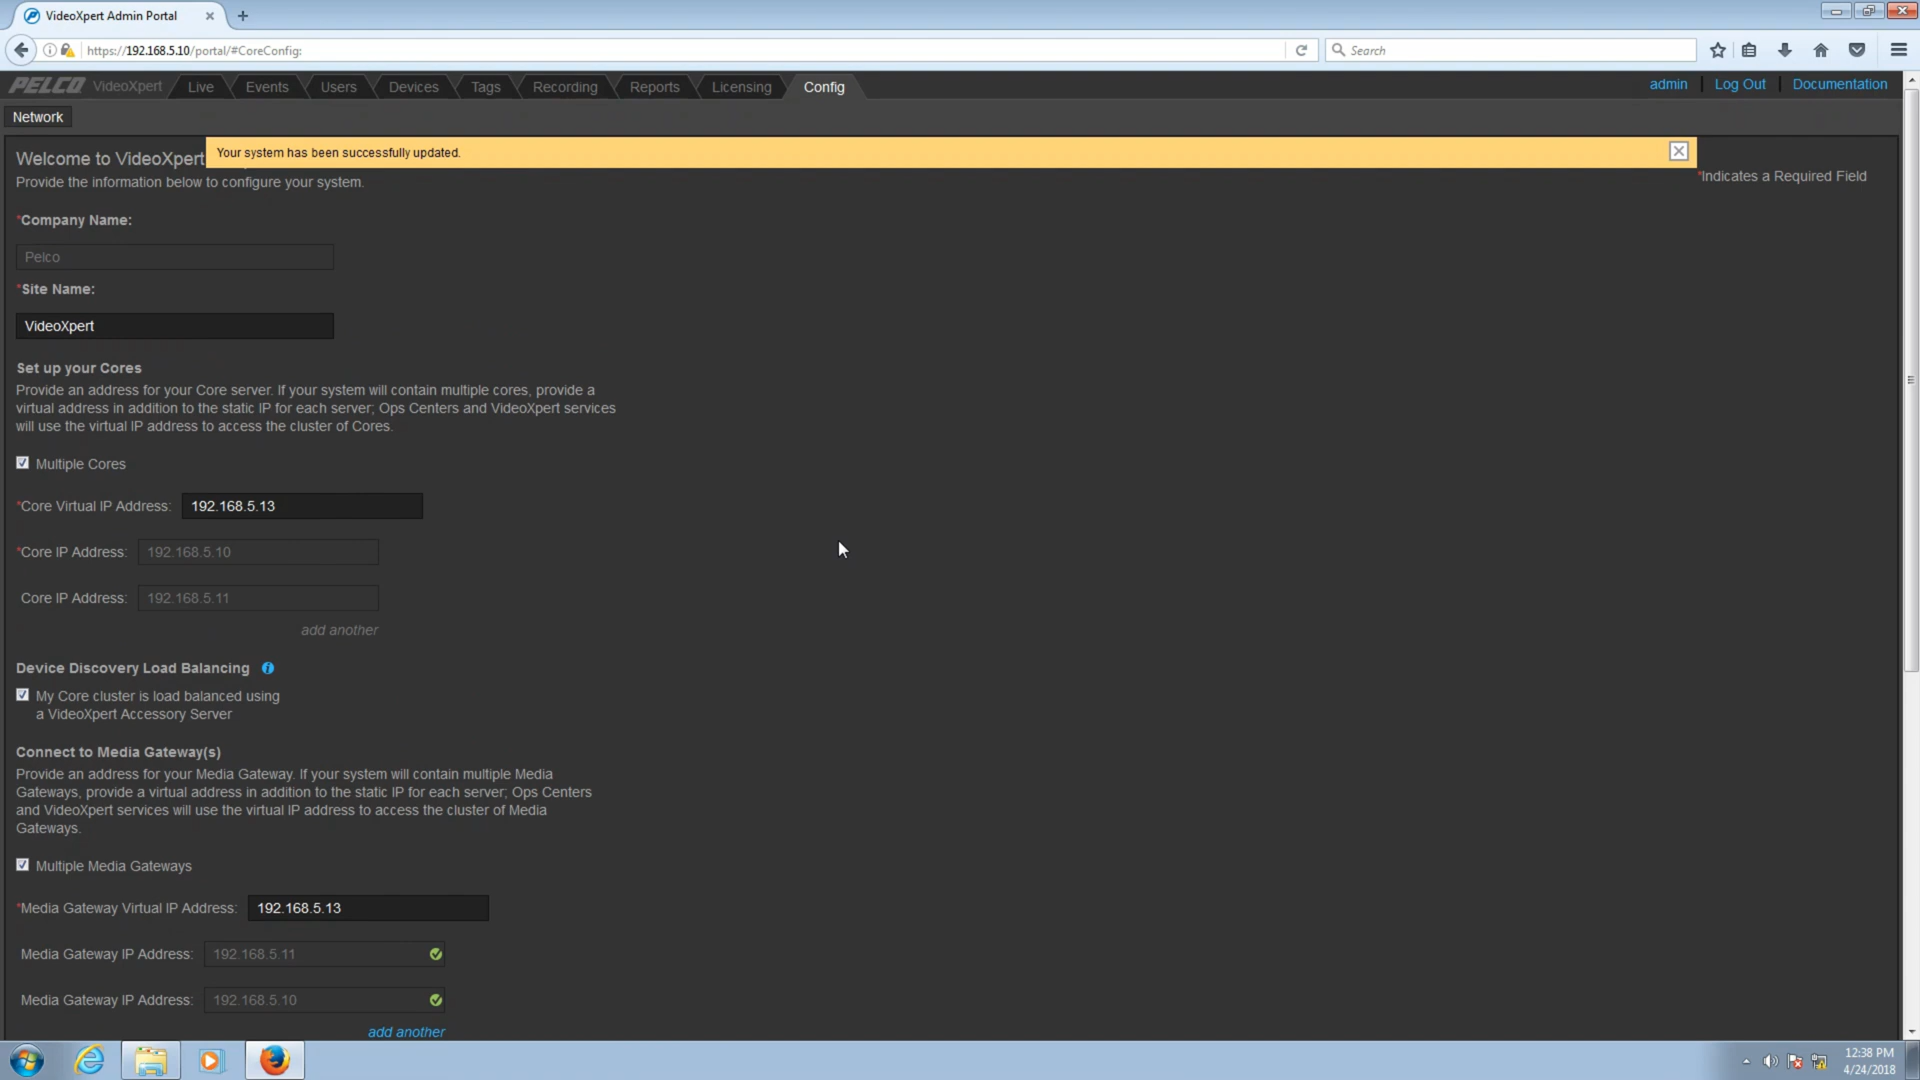 VideoXpert Admin Portal
https://192.168.5.10/portal/#CoreConfig:
Search
PELCO VideoXpert
Live
Events
Users
Devices
Tags
Recording
Reports
Licensing
Config
admin
Log Out
Documentation
Network
Welcome to VideoXpert
Your system has been successfully updated.
Provide the information below to configure your system.
*Indicates a Required Field
*Company Name:
Pelco
*Site Name:
VideoXpert
Set up your Cores
Provide an address for your Core server. If your system will contain multiple cores, provide a
virtual address in addition to the static IP for each server; Ops Centers and VideoXpert services
will use the virtual IP address to access the cluster of Cores.
Multiple Cores
*Core Virtual IP Address: 192.168.5.13
*Core IP Address: 192.168.5.10
Core IP Address: 192.168.5.11
add another
Device Discovery Load Balancing
My Core cluster is load balanced using
a VideoXpert Accessory Server
Connect to Media Gateway(s)
Provide an address for your Media Gateway. If your system will contain multiple Media
Gateways, provide a virtual address in addition to the static IP for each server; Ops Centers
and VideoXpert services will use the virtual IP address to access the cluster of Media
Gateways.
Multiple Media Gateways
*Media Gateway Virtual IP Address: 192.168.5.13
Media Gateway IP Address: 192.168.5.11
Media Gateway IP Address: 192.168.5.10
add another
12:38 PM
4/24/2018